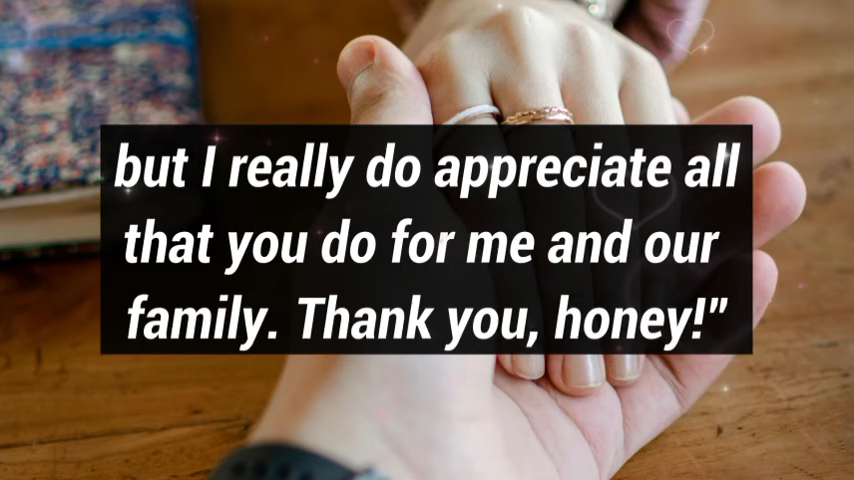 but I really do appreciate all
that you do for me and our
family. Thank you, honey!”